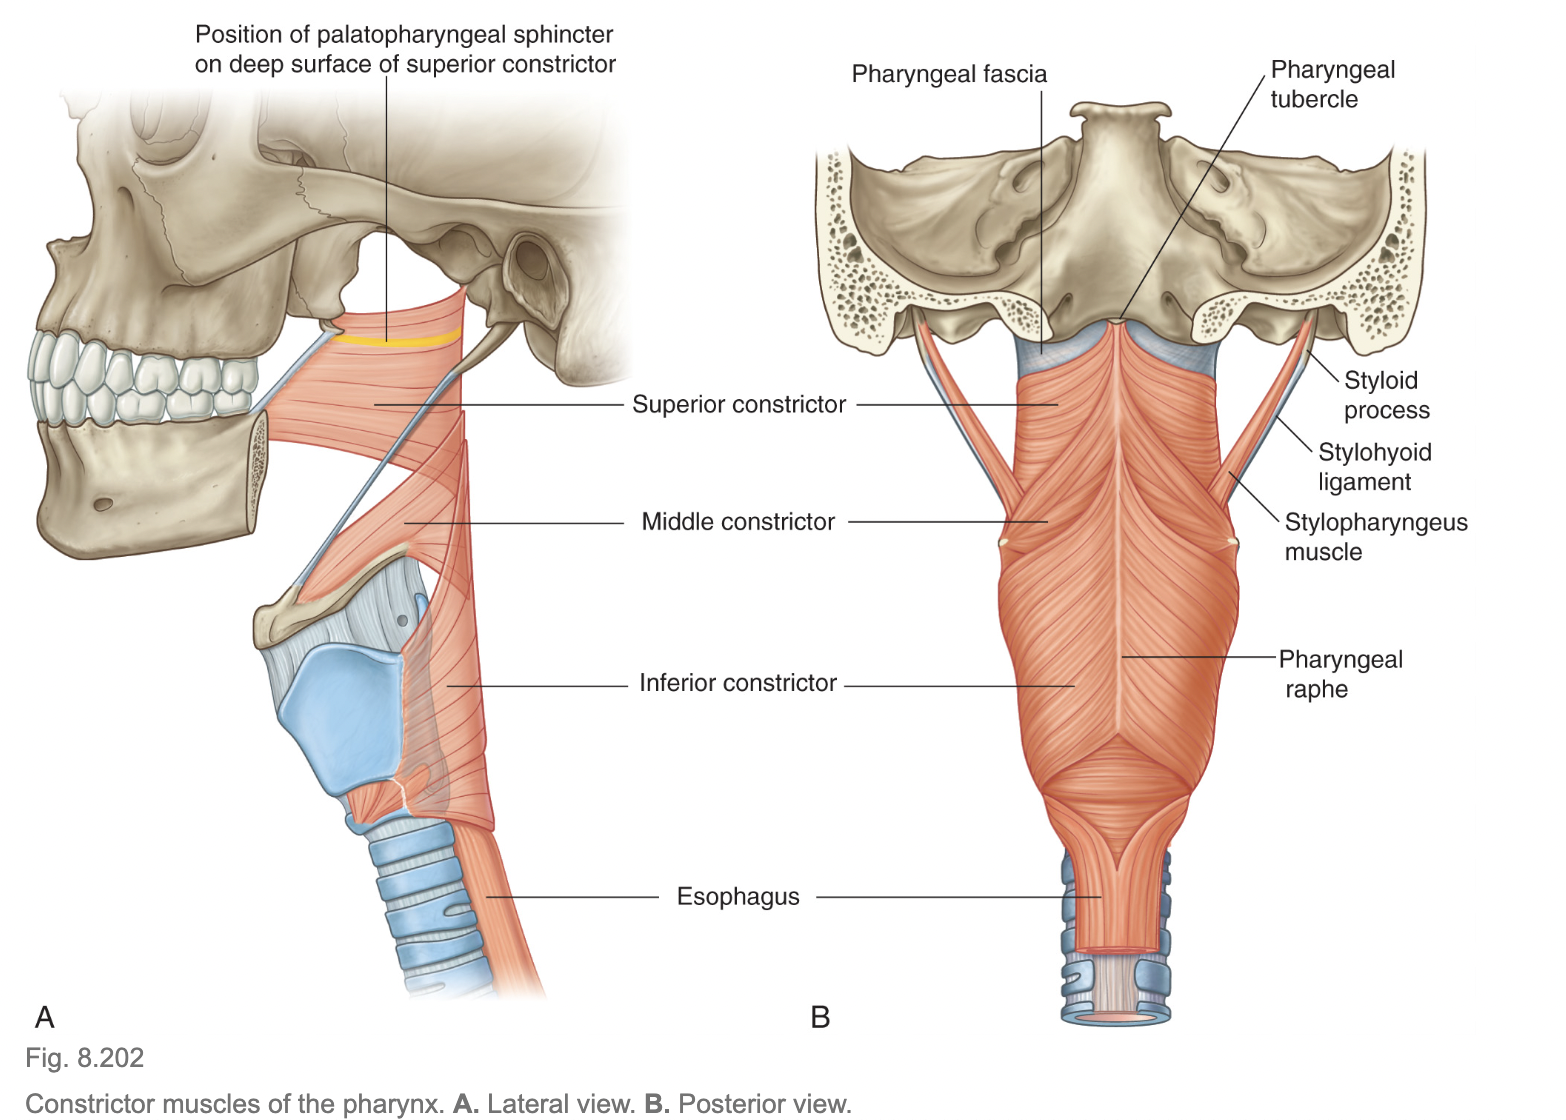 Position of palatopharyngeal sphincter
on deep surface of superior constrictor
Pharyngeal fascia
Pharyngeal
tubercle
Superior constrictor
Styloid
process
Stylohyoid
ligament
Middle constrictor
Stylopharyngeus
muscle
Inferior constrictor
Pharyngeal
raphe
Esophagus
A
B
Fig. 8.202
Constrictor muscles of the pharynx. A. Lateral view. B. Posterior view.